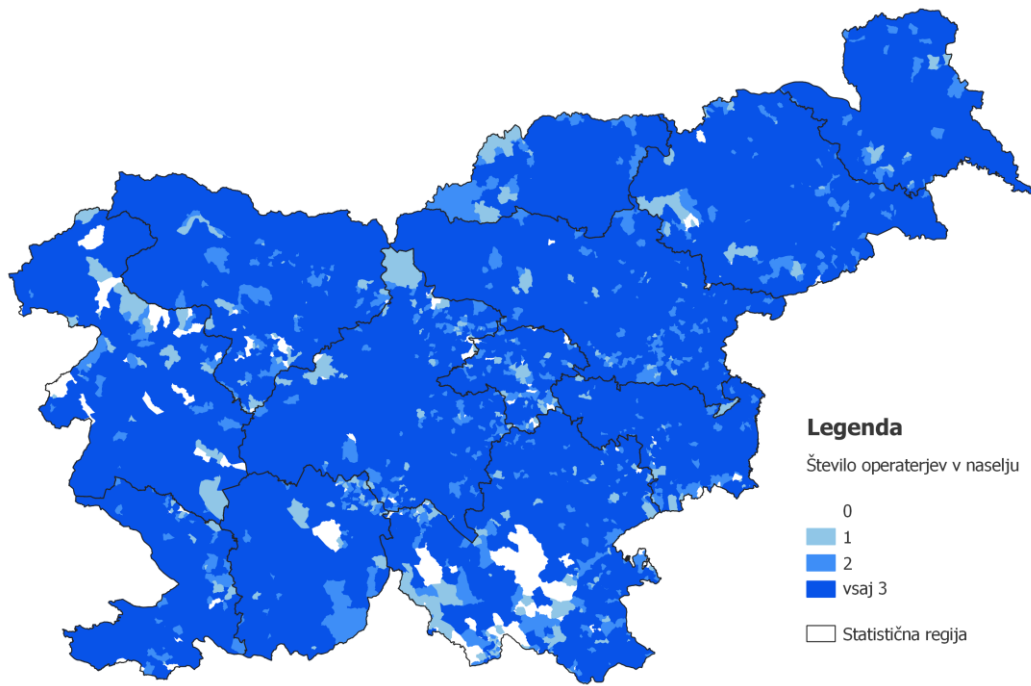 Legenda
Število operaterjev v naselju
0
1
2
vsaj 3
Statistična regija